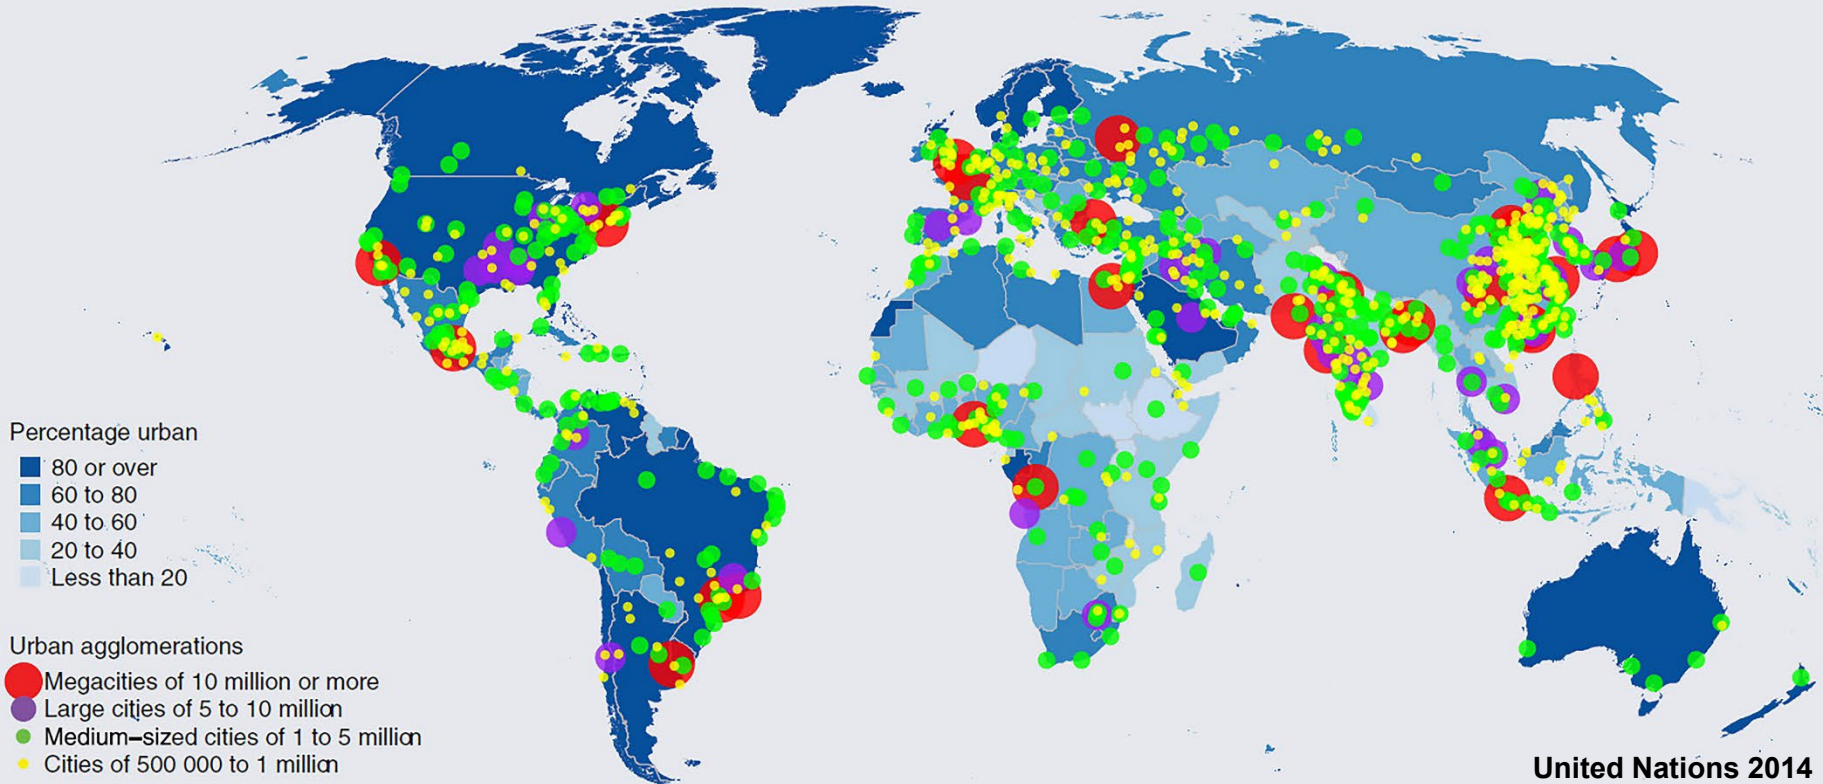 Percentage urban
80 or over
60 to 80
40 to 60
20 to 40
Less than 20
Urban agglomerations
Megacities of 10 million or more
Large cities of 5 to 10 million
Medium–sized cities of 1 to 5 million
Cities of 500 000 to 1 million
United Nations 2014